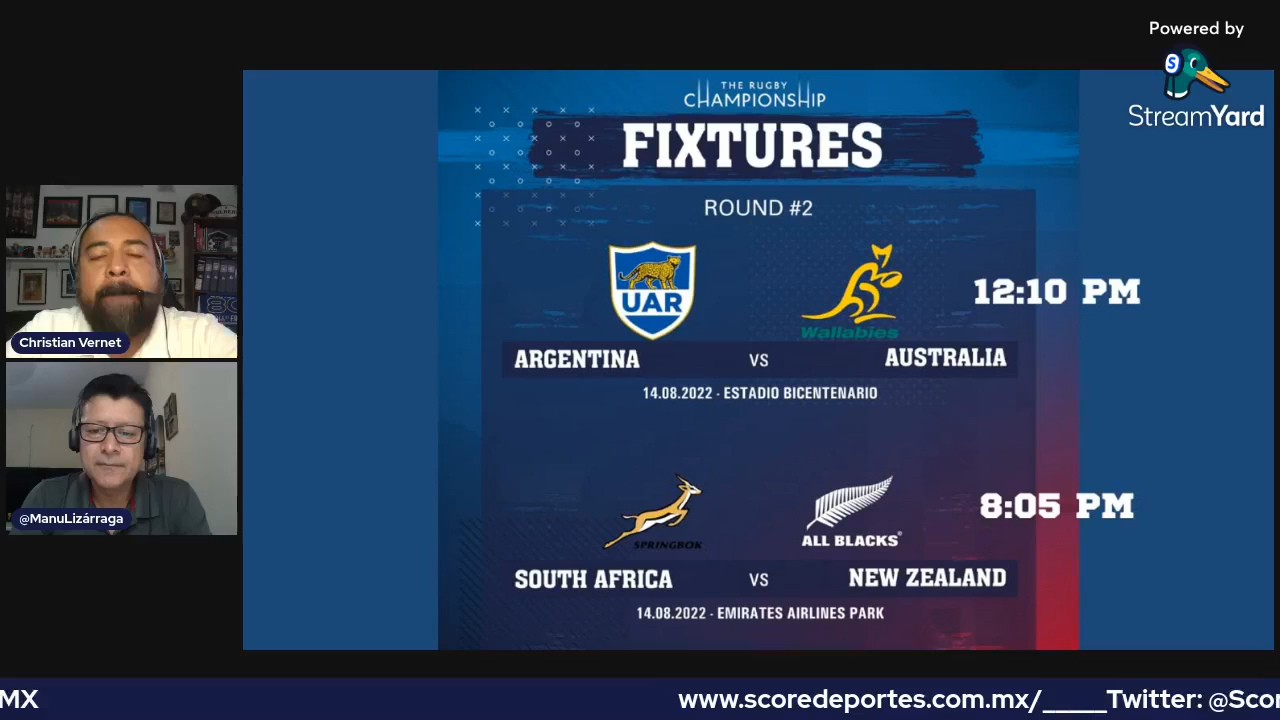 Powered by
StreamYard
THE RUGBY
CHAMPIONSHIP
FIXTURES
ROUND #2
UAR
Wallabies
12:10 PM
ARGENTINA
VS
AUSTRALIA
14.08.2022 · ESTADIO BICENTENARIO
SPRINGBOK
ALL BLACKS®
8:05 PM
SOUTH AFRICA
VS
NEW ZEALAND
14.08.2022 · EMIRATES AIRLINES PARK
Christian Vernet
@ManuLizárraga
MX
www.scoredeportes.com.mx/_____Twitter: @Scor